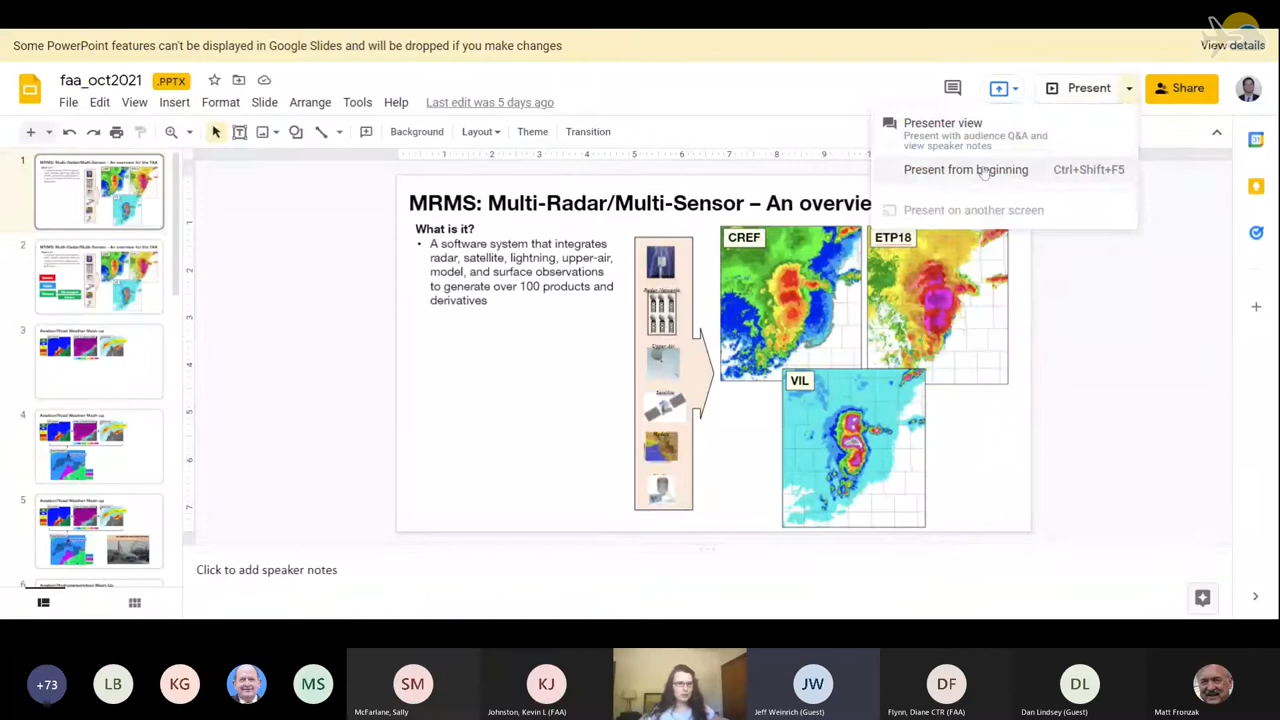 Some PowerPoint features can't be displayed in Google Slides and will be dropped if you make changes
View details
faa_oct2021
.PPTX
Present
Share
File
Edit
View
Insert
Format
Slide
Arrange
Tools
Help
Last edit was 5 days ago
Background
Layout
Theme
Transition
Presenter view
Present with audience Q&A and
view speaker notes
Present from beginning
Ctrl+Shift+F5
Present on another screen
1
2
3
4
5
6
MRMS: Multi-Radar/Multi-Sensor – An overvie
What is it?
• A software system that integrates
radar, satellite, lightning, upper-air,
model, and surface observations
to generate over 100 products and
derivatives
CREF
ETP18
VIL
Click to add speaker notes
+73
LB
KG
MS
SM
McFarlane, Sally
KJ
Johnston, Kevin L (FAA)
JW
Jeff Weinrich (Guest)
DF
Flynn, Diane CTR (FAA)
DL
Dan Lindsey (Guest)
Matt Fronzak